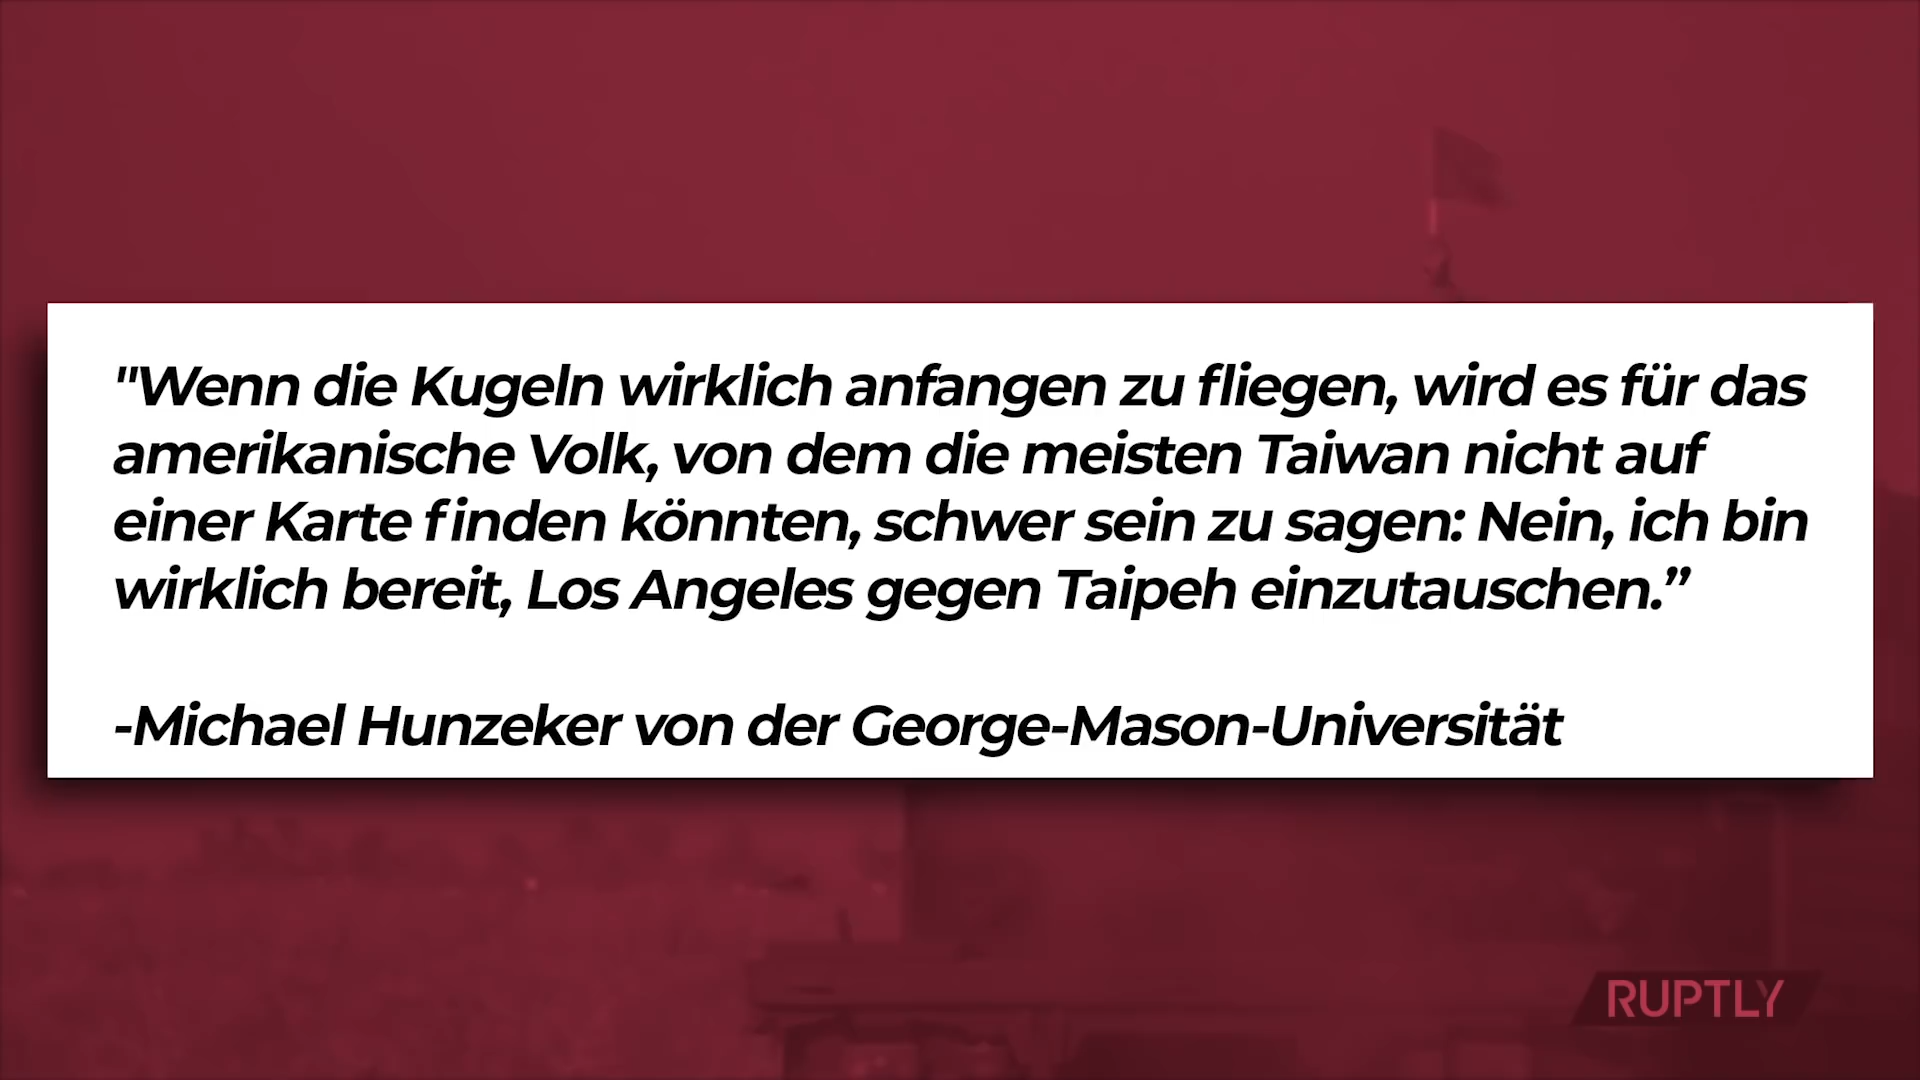 "Wenn die Kugeln wirklich anfangen zu fliegen, wird es für das
amerikanische Volk, von dem die meisten Taiwan nicht auf
einer Karte finden könnten, schwer sein zu sagen: Nein, ich bin
wirklich bereit, Los Angeles gegen Taipeh einzutauschen.”
-Michael Hunzeker von der George-Mason-Universität
RUPTLY